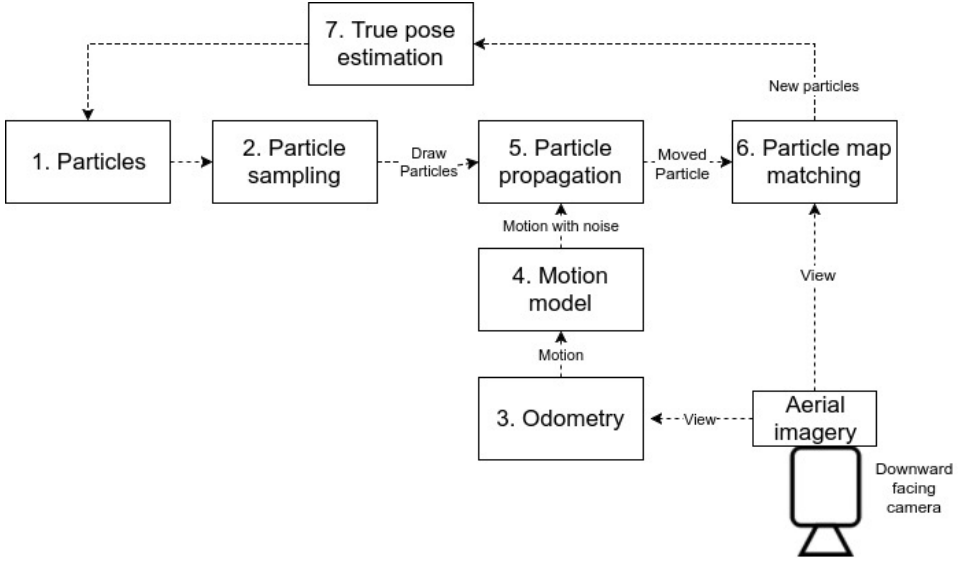 7. True pose
estimation
New particles
1. Particles
2. Particle
sampling
Draw
Particles
5. Particle
propagation
Moved
Particle
6. Particle map
matching
Motion with noise
4. Motion
model
View
Motion
3. Odometry
View
Aerial
imagery
Downward
facing
camera